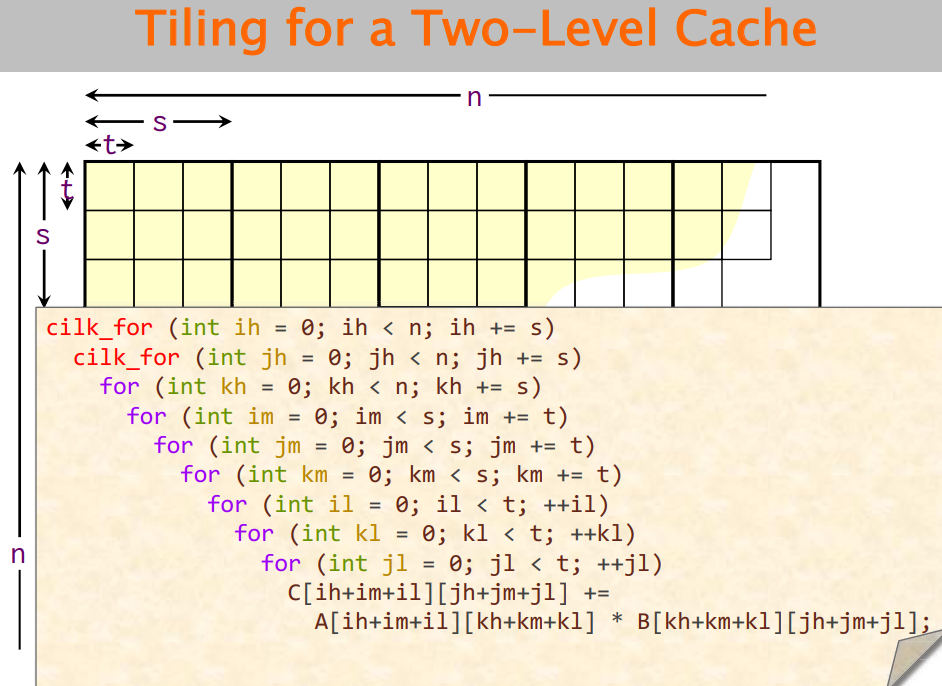 Tiling for a Two-Level Cache
n
s
t
t
s
n
cilk_for (int ih = 0; ih < n; ih += s)
cilk_for (int jh = 0; jh < n; jh += s)
for (int kh = 0; kh < n; kh += s)
for (int im = 0; im < s; im += t)
for (int jm = 0; jm < s; jm += t)
for (int km = 0; km < s; km += t)
for (int il = 0; il < t; ++il)
for (int kl = 0; kl < t; ++kl)
for (int jl = 0; jl < t; ++jl)
C[ih+im+il][jh+jm+jl] +=
A[ih+im+il][kh+km+kl] * B[kh+km+kl][jh+jm+jl];